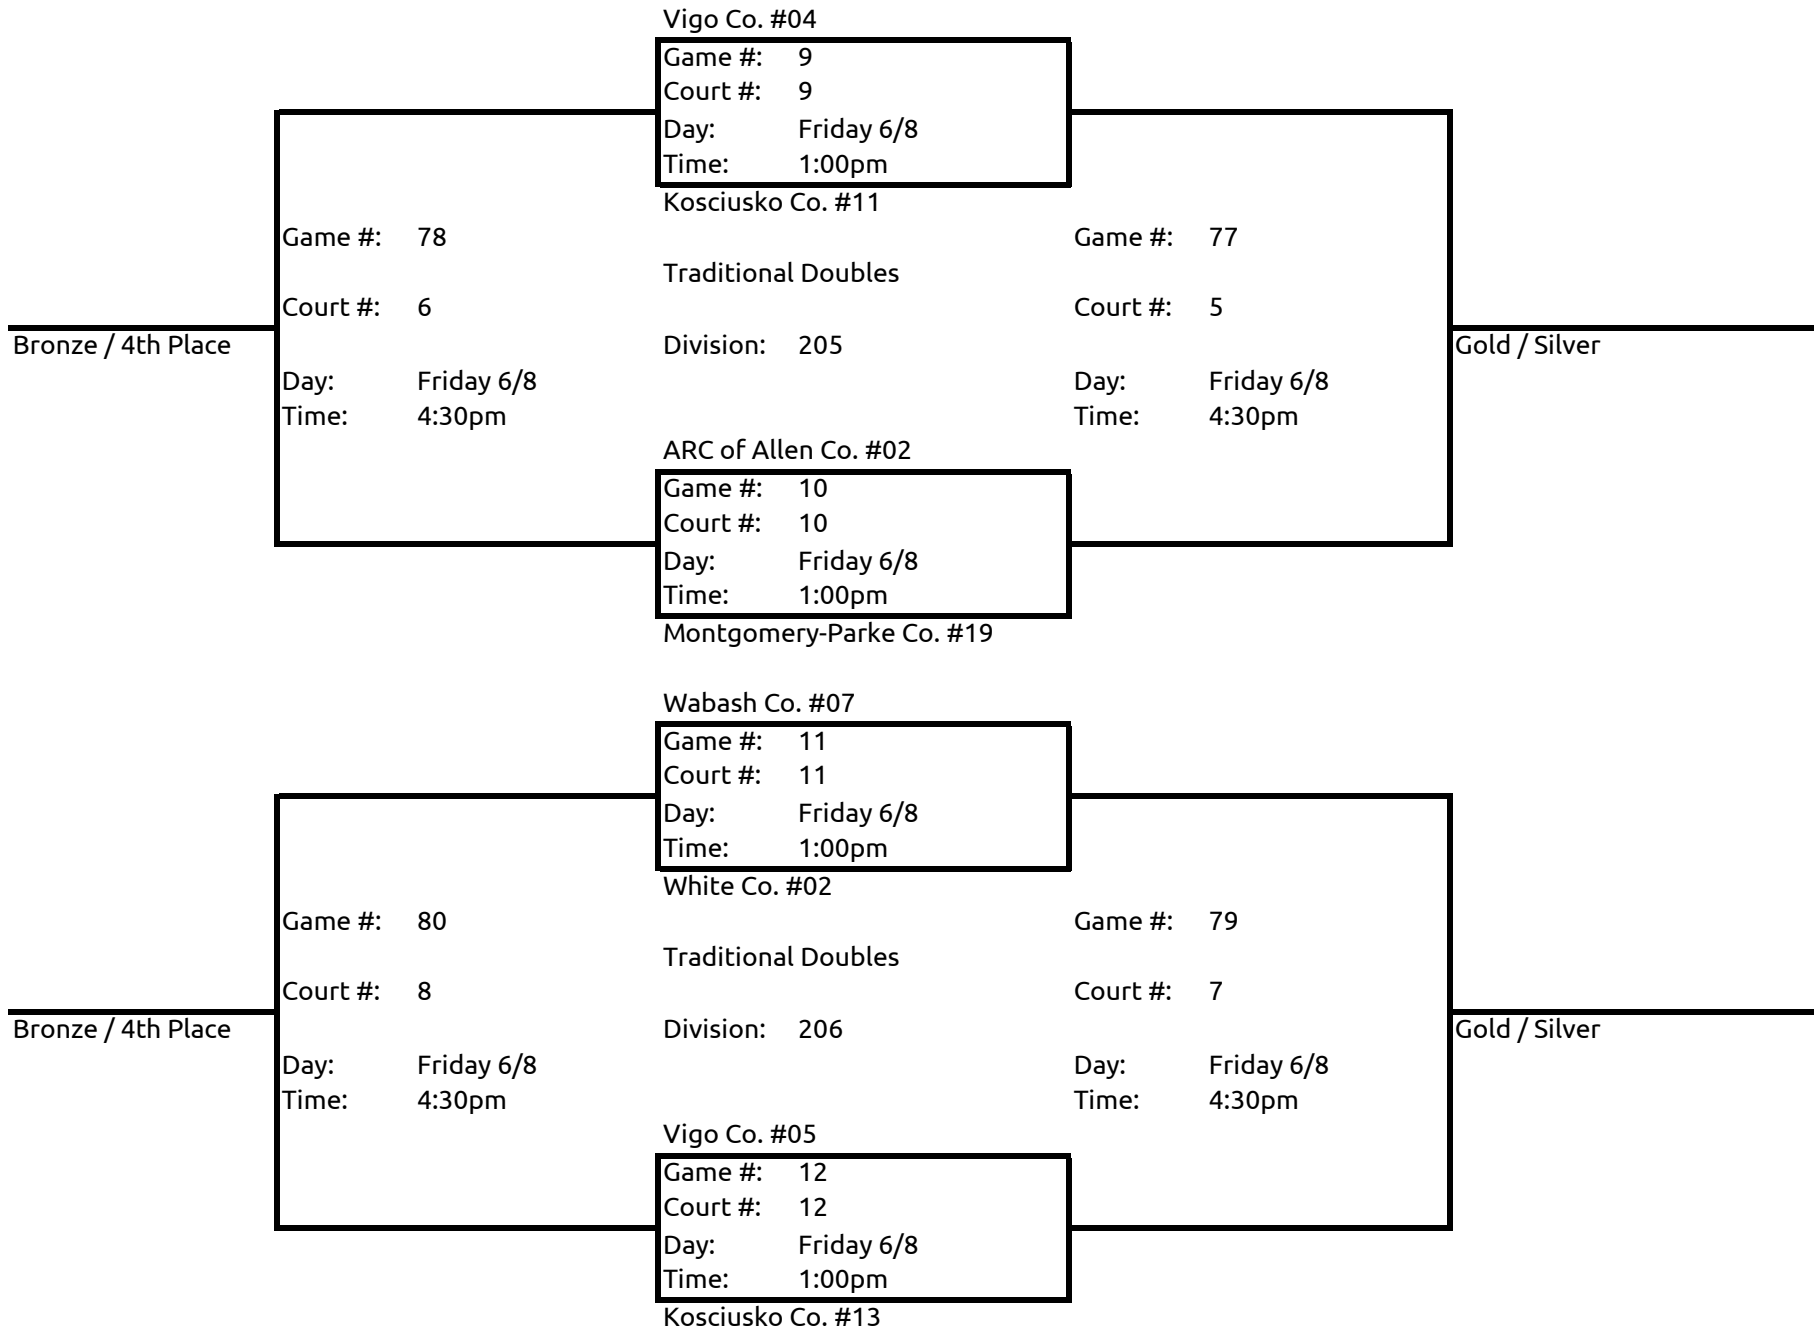 Vigo Co. #04
Game #: 9
Court #: 9
Day: Friday 6/8
Time: 1:00pm
Kosciusko Co. #11
Game #: 78
Game #: 77
Traditional Doubles
Court #: 6
Court #: 5
Bronze / 4th Place
Division: 205
Gold / Silver
Day: Friday 6/8
Day: Friday 6/8
Time: 4:30pm
Time: 4:30pm
ARC of Allen Co. #02
Game #: 10
Court #: 10
Day: Friday 6/8
Time: 1:00pm
Montgomery-Parke Co. #19
Wabash Co. #07
Game #: 11
Court #: 11
Day: Friday 6/8
Time: 1:00pm
White Co. #02
Game #: 80
Game #: 79
Traditional Doubles
Court #: 8
Court #: 7
Bronze / 4th Place
Division: 206
Gold / Silver
Day: Friday 6/8
Day: Friday 6/8
Time: 4:30pm
Time: 4:30pm
Vigo Co. #05
Game #: 12
Court #: 12
Day: Friday 6/8
Time: 1:00pm
Kosciusko Co. #13